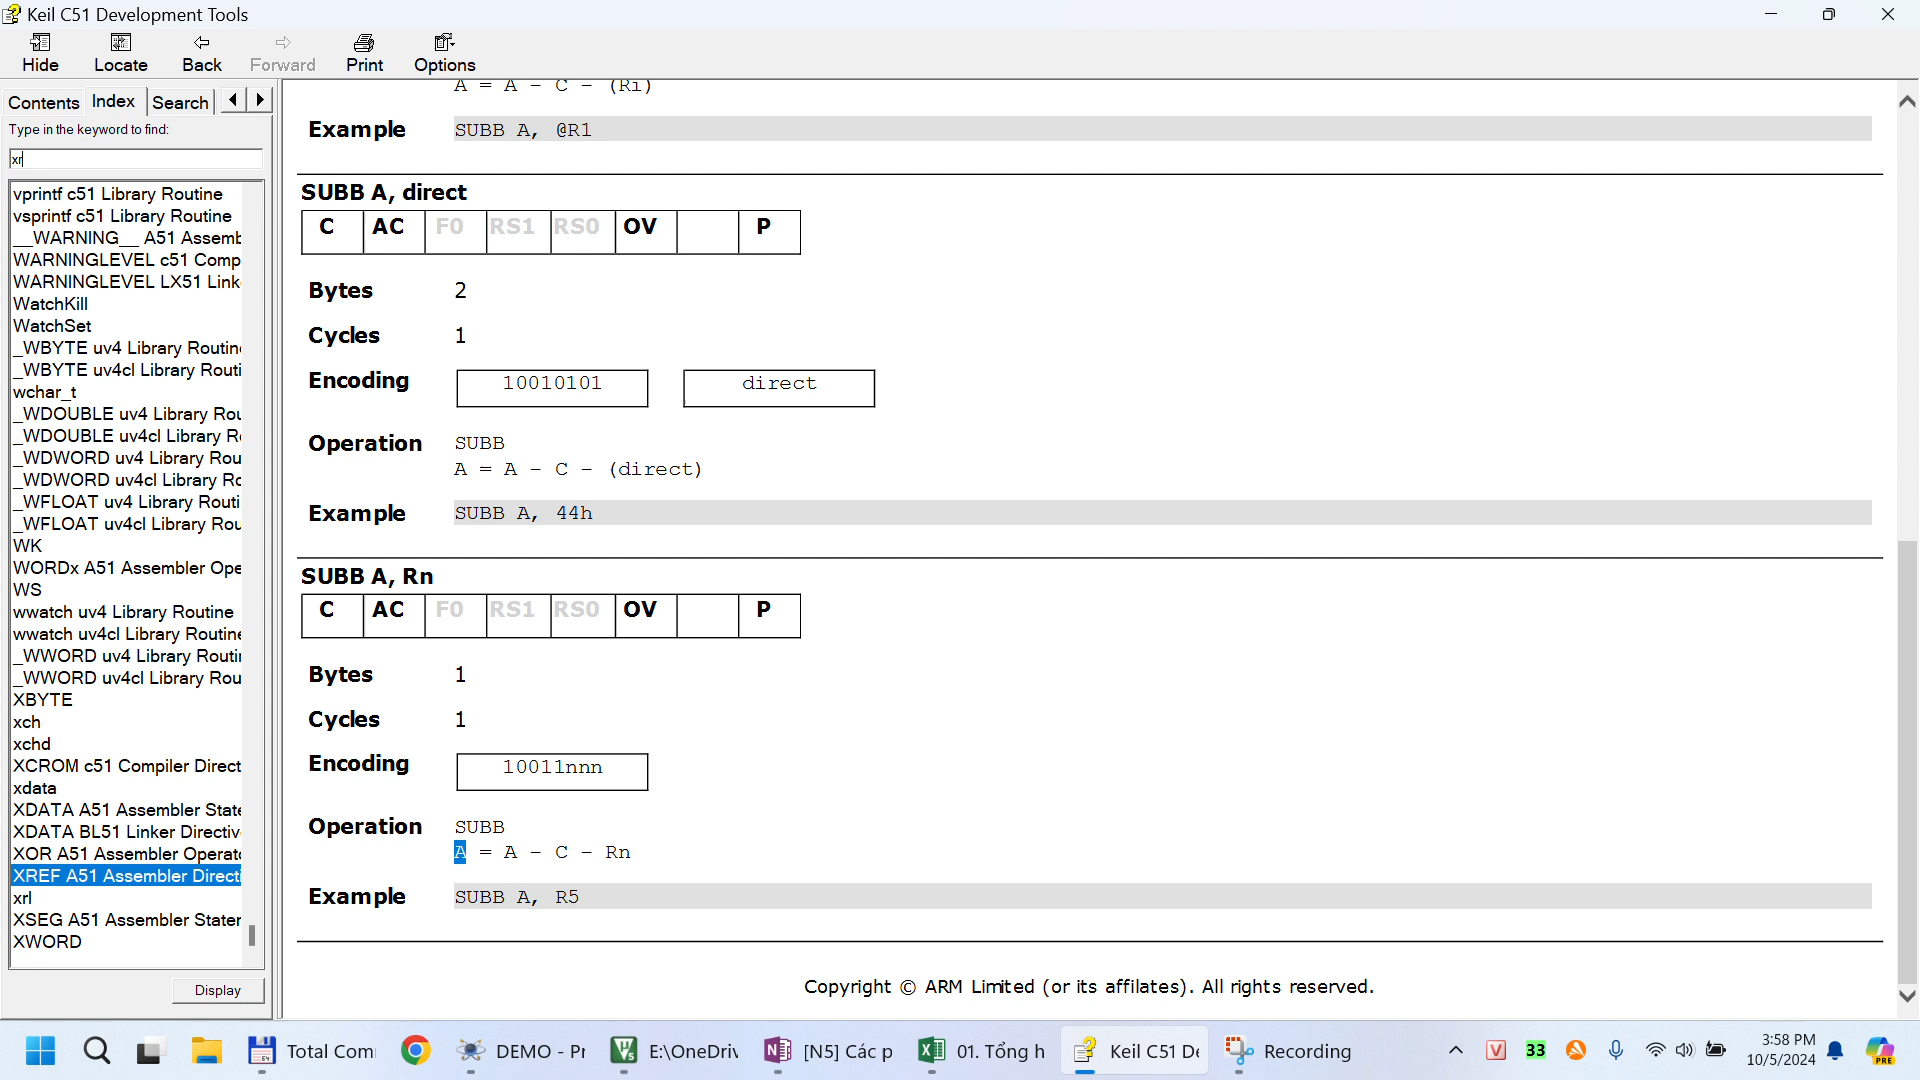 Keil C51 Development Tools
Hide Locate Back Forward Print Options
Contents Index Search
Type in the keyword to find:
xr
vprintf c51 Library Routine
vsprintf c51 Library Routine
__WARNING__ A51 Assemb
WARNINGLEVEL c51 Comp
WARNINGLEVEL LX51 Link
WatchKill
WatchSet
_WBYTE uv4 Library Routin
_WBYTE uv4cl Library Routi
wchar_t
_WDOUBLE uv4 Library Rou
_WDOUBLE uv4cl Library R
_WDWORD uv4 Library Rou
_WDWORD uv4cl Library Ro
_WFLOAT uv4 Library Routi
_WFLOAT uv4cl Library Rou
WK
WORDx A51 Assembler Ope
WS
wwatch uv4 Library Routine
wwatch uv4cl Library Routine
_WWORD uv4 Library Routi
_WWORD uv4cl Library Rou
XBYTE
xch
xchd
XCROM c51 Compiler Direct
xdata
XDATA A51 Assembler State
XDATA BL51 Linker Directiv
XOR A51 Assembler Operato
XREF A51 Assembler Directi
xrl
XSEG A51 Assembler Stater
XWORD
Display
A = A - C - (Ri)
Example SUBB A, @R1
SUBB A, direct
C AC F0 RS1 RS0 OV P
Bytes 2
Cycles 1
Encoding 10010101 direct
Operation SUBB
A = A - C - (direct)
Example SUBB A, 44h
SUBB A, Rn
C AC F0 RS1 RS0 OV P
Bytes 1
Cycles 1
Encoding 10011nnn
Operation SUBB
A = A - C - Rn
Example SUBB A, R5
Copyright © ARM Limited (or its affilates). All rights reserved.
Total Com DEMO - Pr E:\OneDriv [N5] Các p 01. Tổng h Keil C51 De Recording 33 3:58 PM
10/5/2024